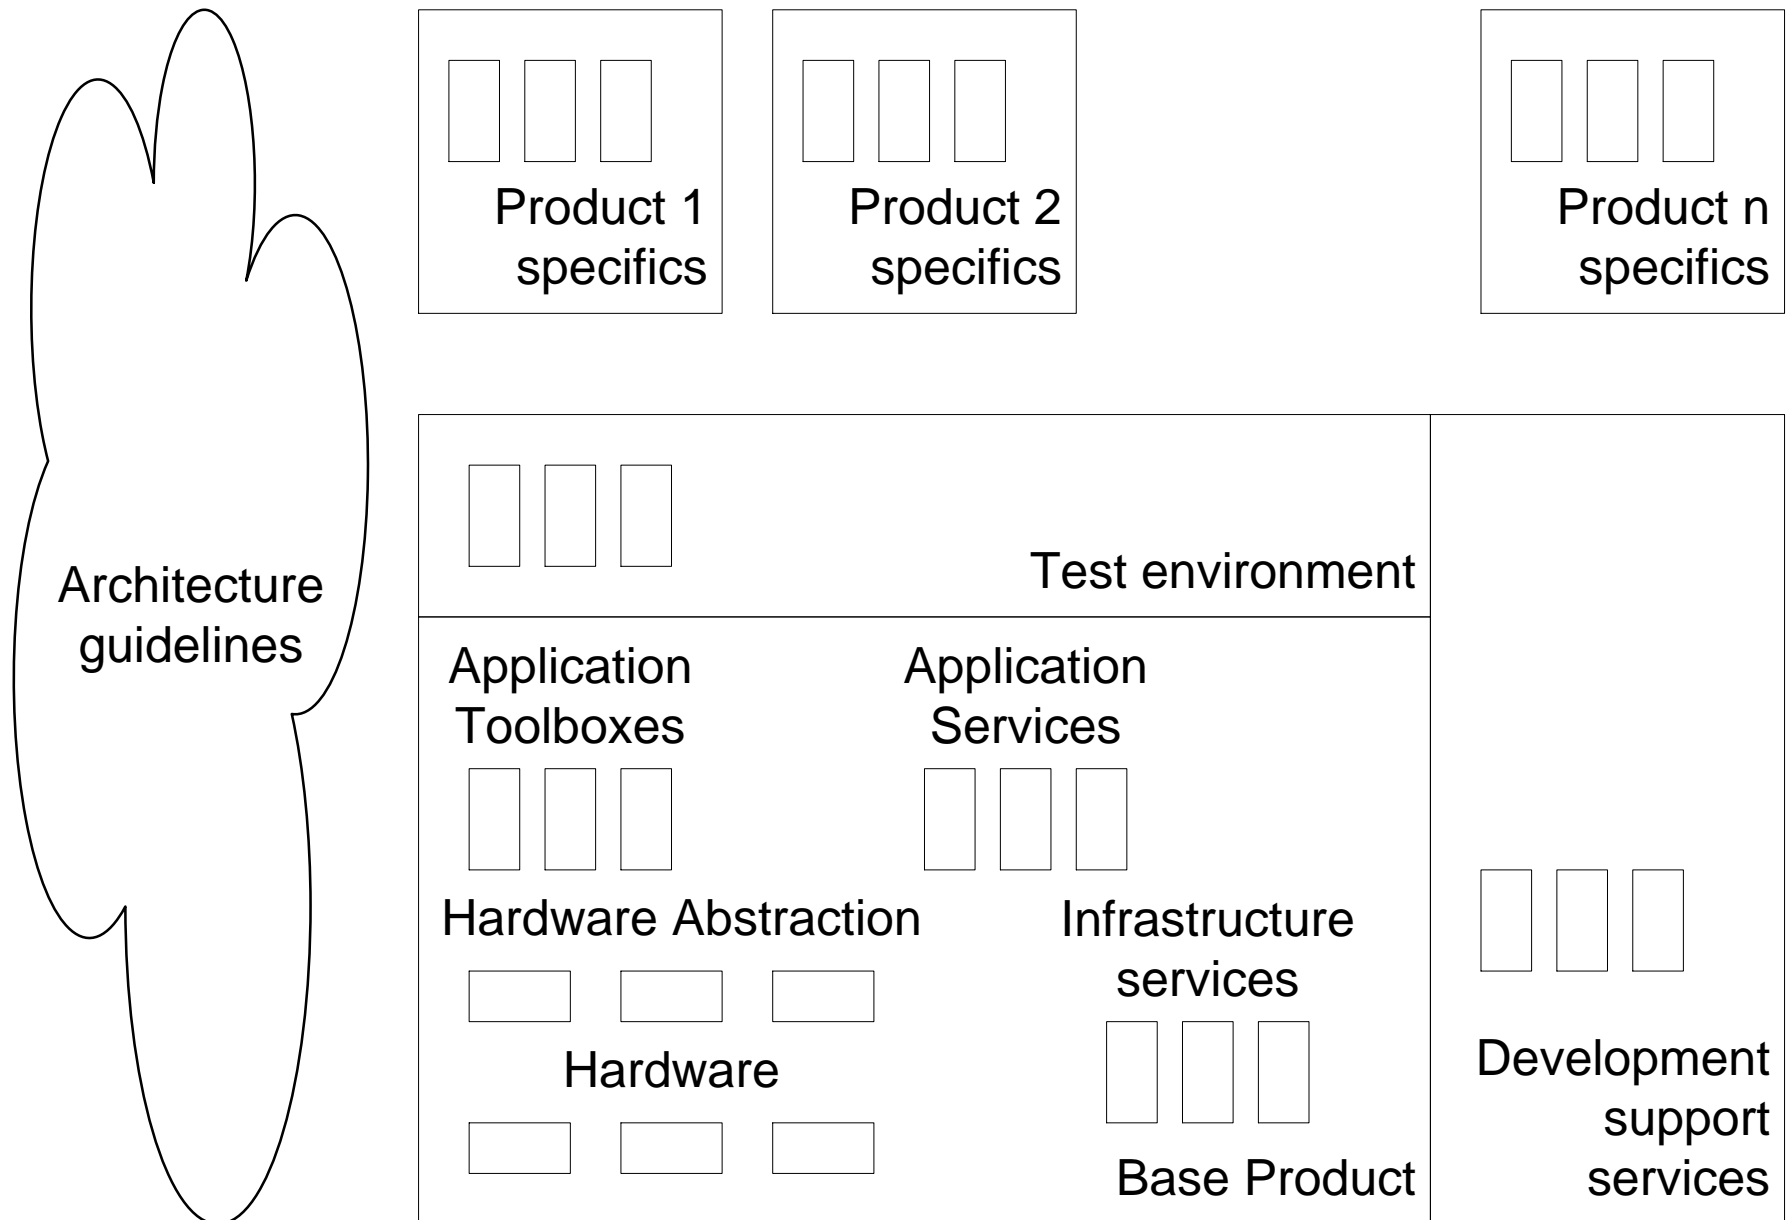 Product 1
specifics
Product 2
specifics
Product n
specifics
Architecture
guidelines
Test environment
Application
Toolboxes
Application
Services
Hardware Abstraction
Infrastructure
services
Hardware
Base Product
Development
support
services